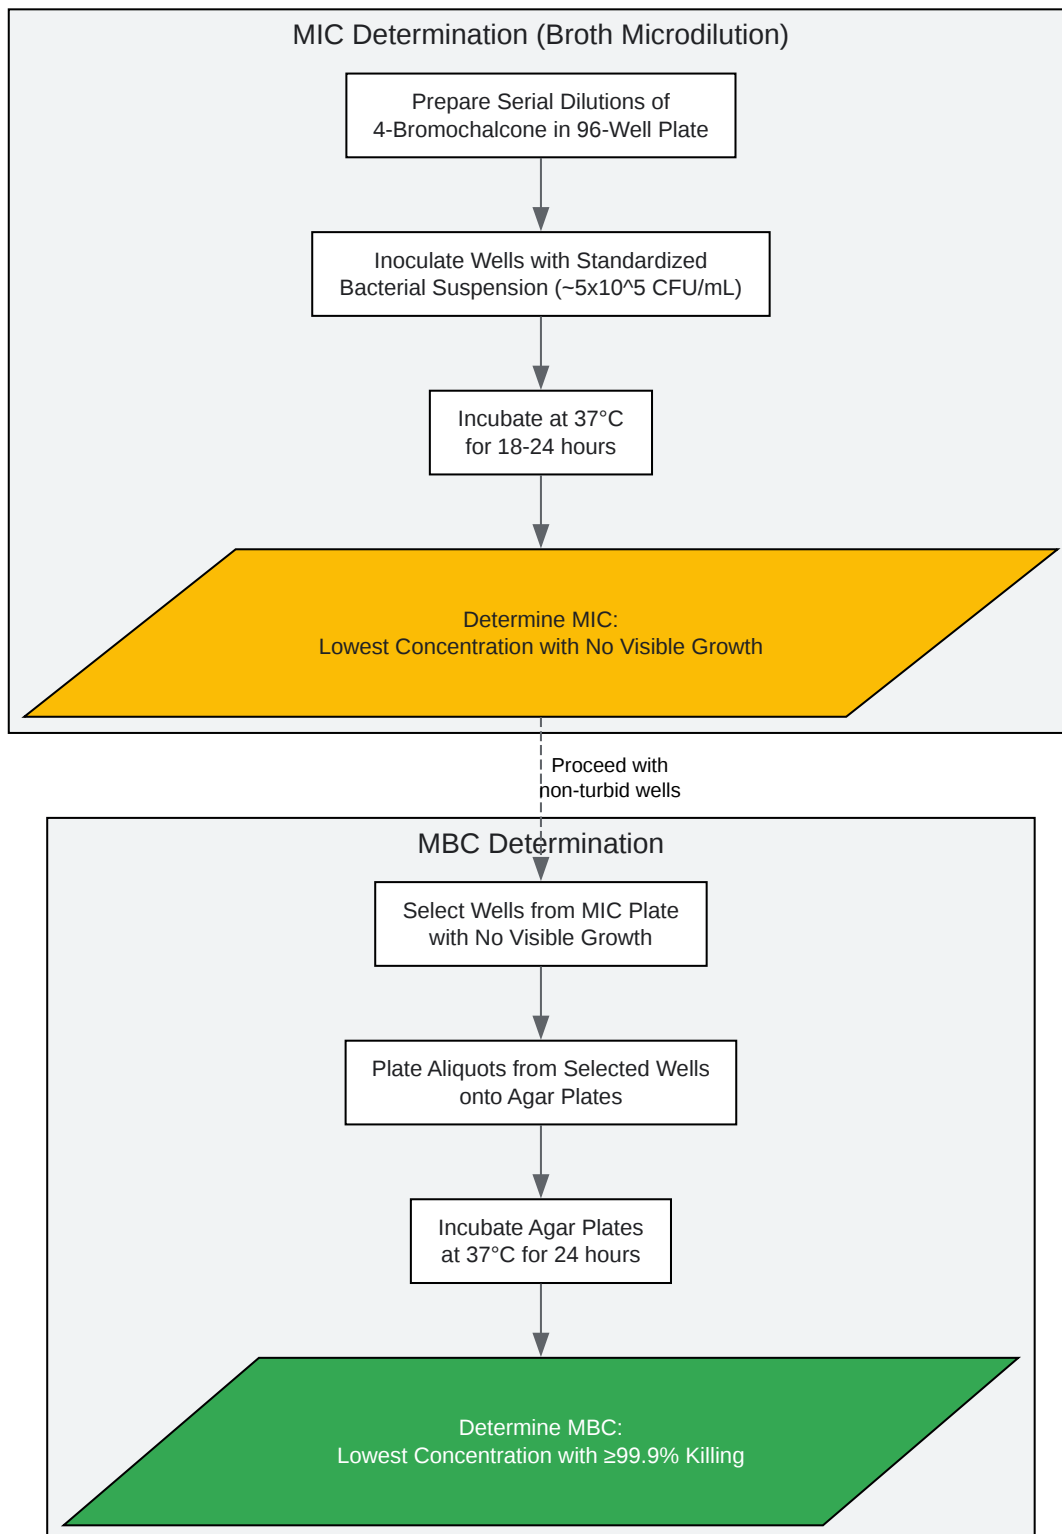 MIC Determination (Broth Microdilution)
Prepare Serial Dilutions of
4-Bromochalcone in 96-Well Plate
Inoculate Wells with Standardized
Bacterial Suspension (~5x10^5 CFU/mL)
Incubate at 37°C
for 18-24 hours
Determine MIC:
Lowest Concentration with No Visible Growth
Proceed with
non-turbid wells
MBC Determination
Select Wells from MIC Plate
with No Visible Growth
Plate Aliquots from Selected Wells
onto Agar Plates
Incubate Agar Plates
at 37°C for 24 hours
Determine MBC:
Lowest Concentration with ≥99.9% Killing